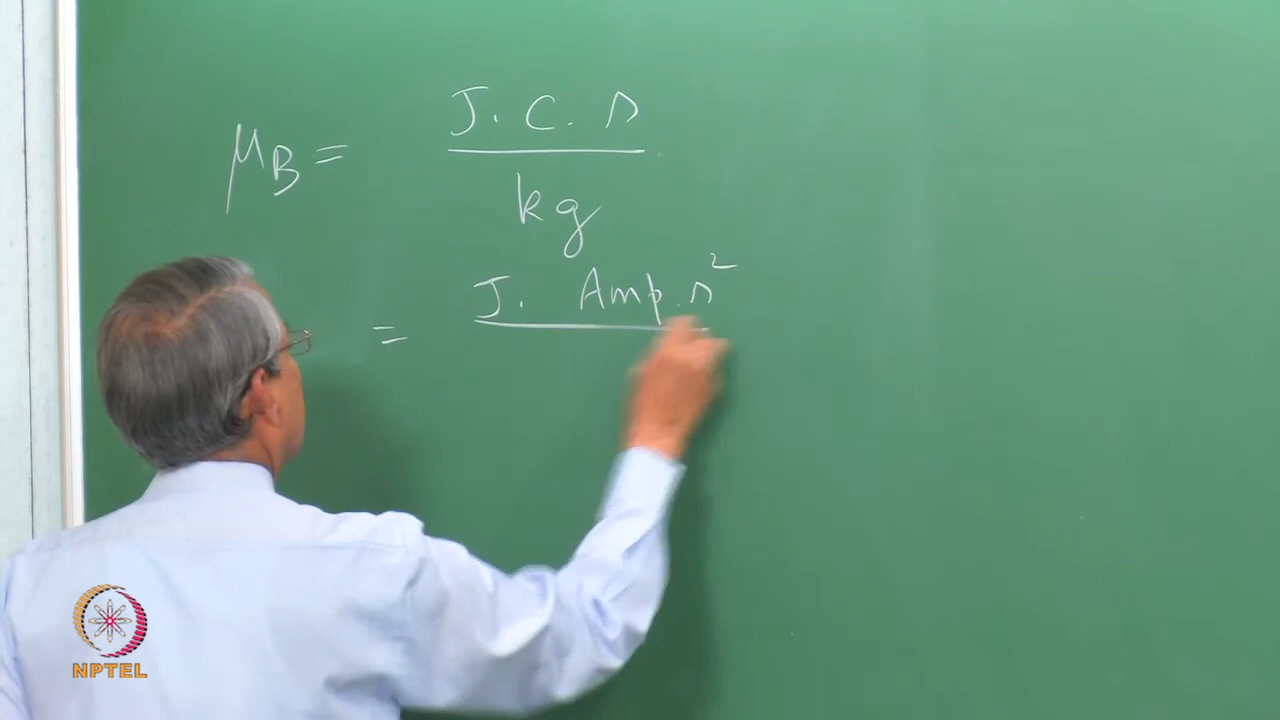 μB = J. C. s
kg
= J. Amp. s²
NPTEL